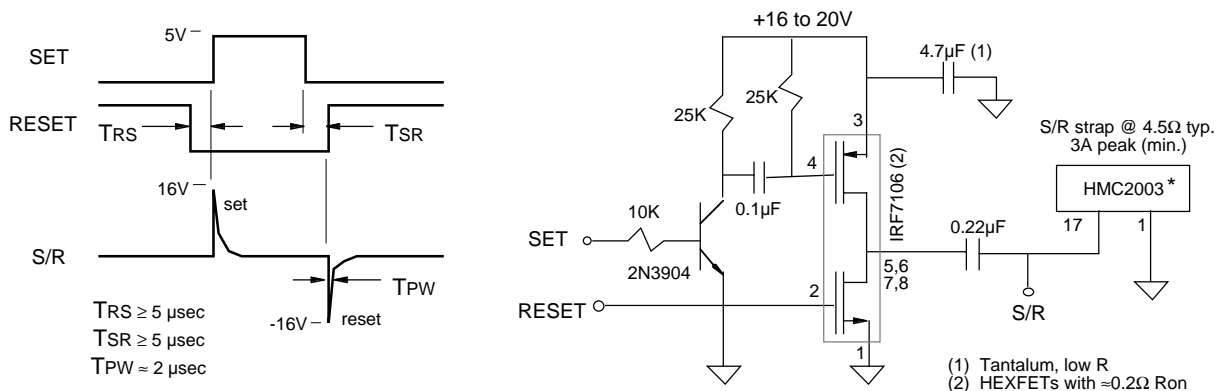 5V
SET
RESET
TRS
TSR
16V
set
S/R
TPW
-16V
reset
TRS ≥ 5 µsec
TSR ≥ 5 µsec
TPW ≈ 2 µsec
+16 to 20V
4.7µF (1)
25K
25K
3
S/R strap @ 4.5Ω typ.
3A peak (min.)
4
IRF7106 (2)
HMC2003 *
0.1µF
10K
0.22µF
17
1
SET
2N3904
5,6
7,8
2
RESET
S/R
1
(1) Tantalum, low R
(2) HEXFETs with ≈0.2Ω Ron